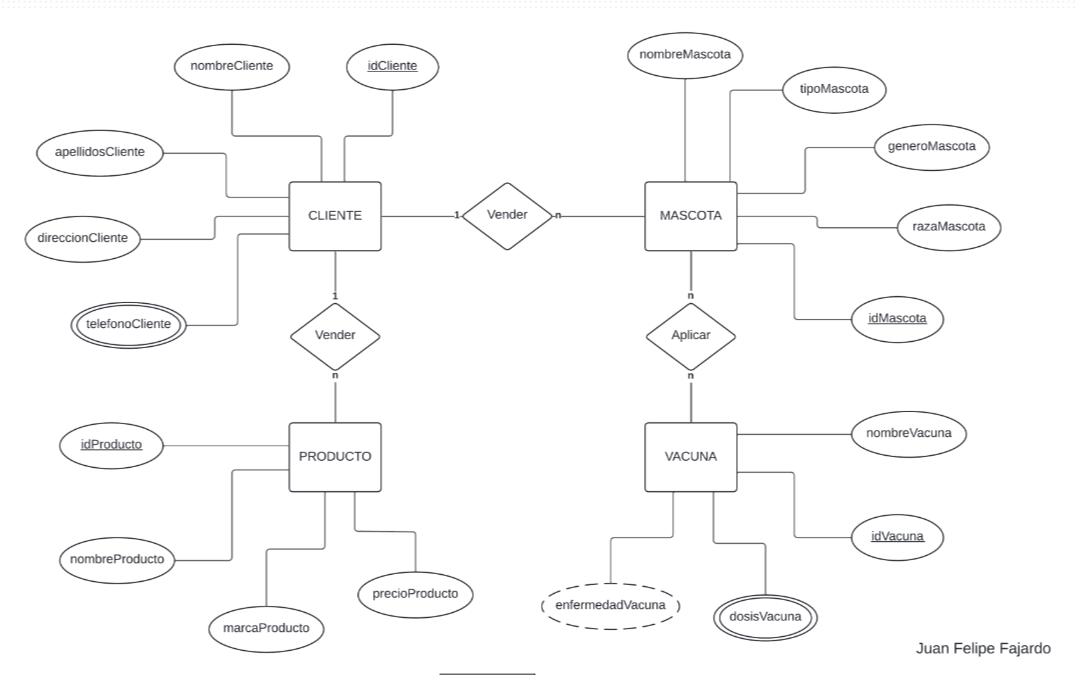 nombreCliente
idCliente
nombreMascota
tipoMascota
apellidosCliente
generoMascota
CLIENTE
1
Vender
n
MASCOTA
direccionCliente
razaMascota
1
n
telefonoCliente
Vender
Aplicar
idMascota
n
n
idProducto
PRODUCTO
VACUNA
nombreVacuna
idVacuna
nombreProducto
precioProducto
enfermedadVacuna
dosisVacuna
marcaProducto
Juan Felipe Fajardo